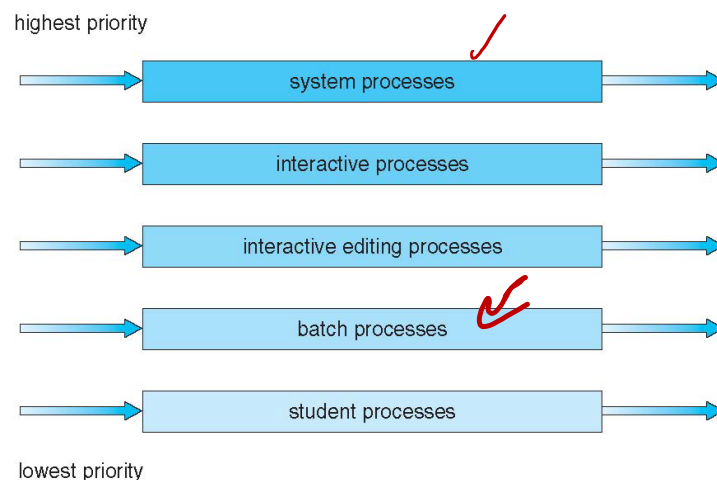 highest priority
system processes
interactive processes
interactive editing processes
batch processes
student processes
lowest priority